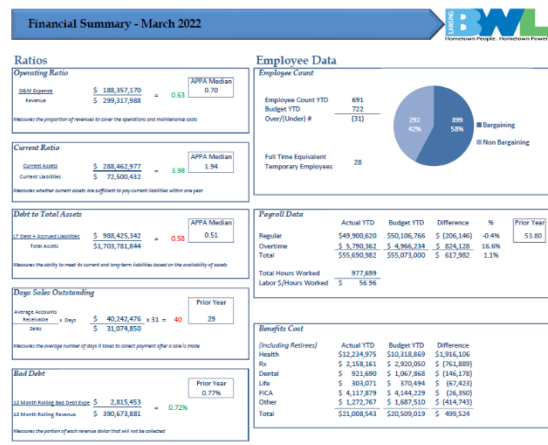 Financial Summary - March 2022
LANSING
BWL
Hometown People. Hometown Power
Ratios
Operating Ratio
O&M Expense $ 188,357,170 = 0.63
Revenue $ 299,317,988
APPA Median
0.70
Measures the proportion of revenues to cover the operations and maintenance costs
Current Ratio
Current Assets $ 288,462,977 = 3.98
Current Liabilities $ 72,500,432
APPA Median
1.94
Measures whether current assets are sufficient to pay current liabilities within one year
Debt to Total Assets
LT Debt + Accrued Liabilities $ 988,425,342 = 0.58
Total Assets $1,703,781,844
APPA Median
0.51
Measures the ability to meet its current and long-term liabilities based on the availability of assets
Days Sales Outstanding
Average Accounts
Receivable x Days $ 40,242,476 x 31 = 40
Sales $ 31,074,850
Prior Year
29
Measures the average number of days it takes to collect payment after a sale is made
Bad Debt
12 Month Rolling Bad Debt Expe $ 2,815,453 = 0.72%
12 Month Rolling Revenue $ 390,673,881
Prior Year
0.77%
Measures the portion of each revenue dollar that will not be collected
Employee Data
Employee Count
Employee Count YTD 691
Budget YTD 722
Over/(Under) # (31)
Full Time Equivalent
Temporary Employees 28
292
42%
399
58%
Bargaining
Non Bargaining
Payroll Data
Actual YTD Budget YTD Difference % Prior Year
Regular $49,900,620 $50,106,766 $ (206,146) -0.4% 53.80
Overtime $ 5,790,362 $ 4,966,234 $ 824,128 16.6%
Total $55,690,982 $55,073,000 $ 617,982 1.1%
Total Hours Worked 977,699
Labor $/Hours Worked $ 56.96
Benefits Cost
(Including Retirees) Actual YTD Budget YTD Difference
Health $12,234,975 $10,318,869 $1,916,106
Rx $ 2,158,161 $ 2,920,050 $ (761,889)
Dental $ 921,690 $ 1,067,868 $ (146,178)
Life $ 303,071 $ 370,494 $ (67,423)
FICA $ 4,117,879 $ 4,144,229 $ (26,350)
Other $ 1,272,767 $ 1,687,510 $ (414,743)
Total $21,008,543 $20,509,019 $ 499,524